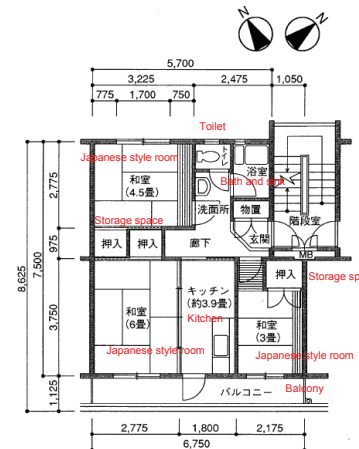 5,700
3,225
2,475
1,050
775
1,700
750
Toilet
トイレ
Japanese style room
和室
(4.5畳)
浴室
Bath and sink
洗面所
物置
階段室
Storage space
押入
押入
廊下
玄関
MB
押入
Storage sp
キッチン
(約3.9畳)
Kitchen
和室
(6畳)
和室
(3畳)
Japanese style room
Japanese style room
Balcony
バルコニー
2,775
975
3,750
1,125
7,500
8,625
2,775
1,800
2,175
6,750